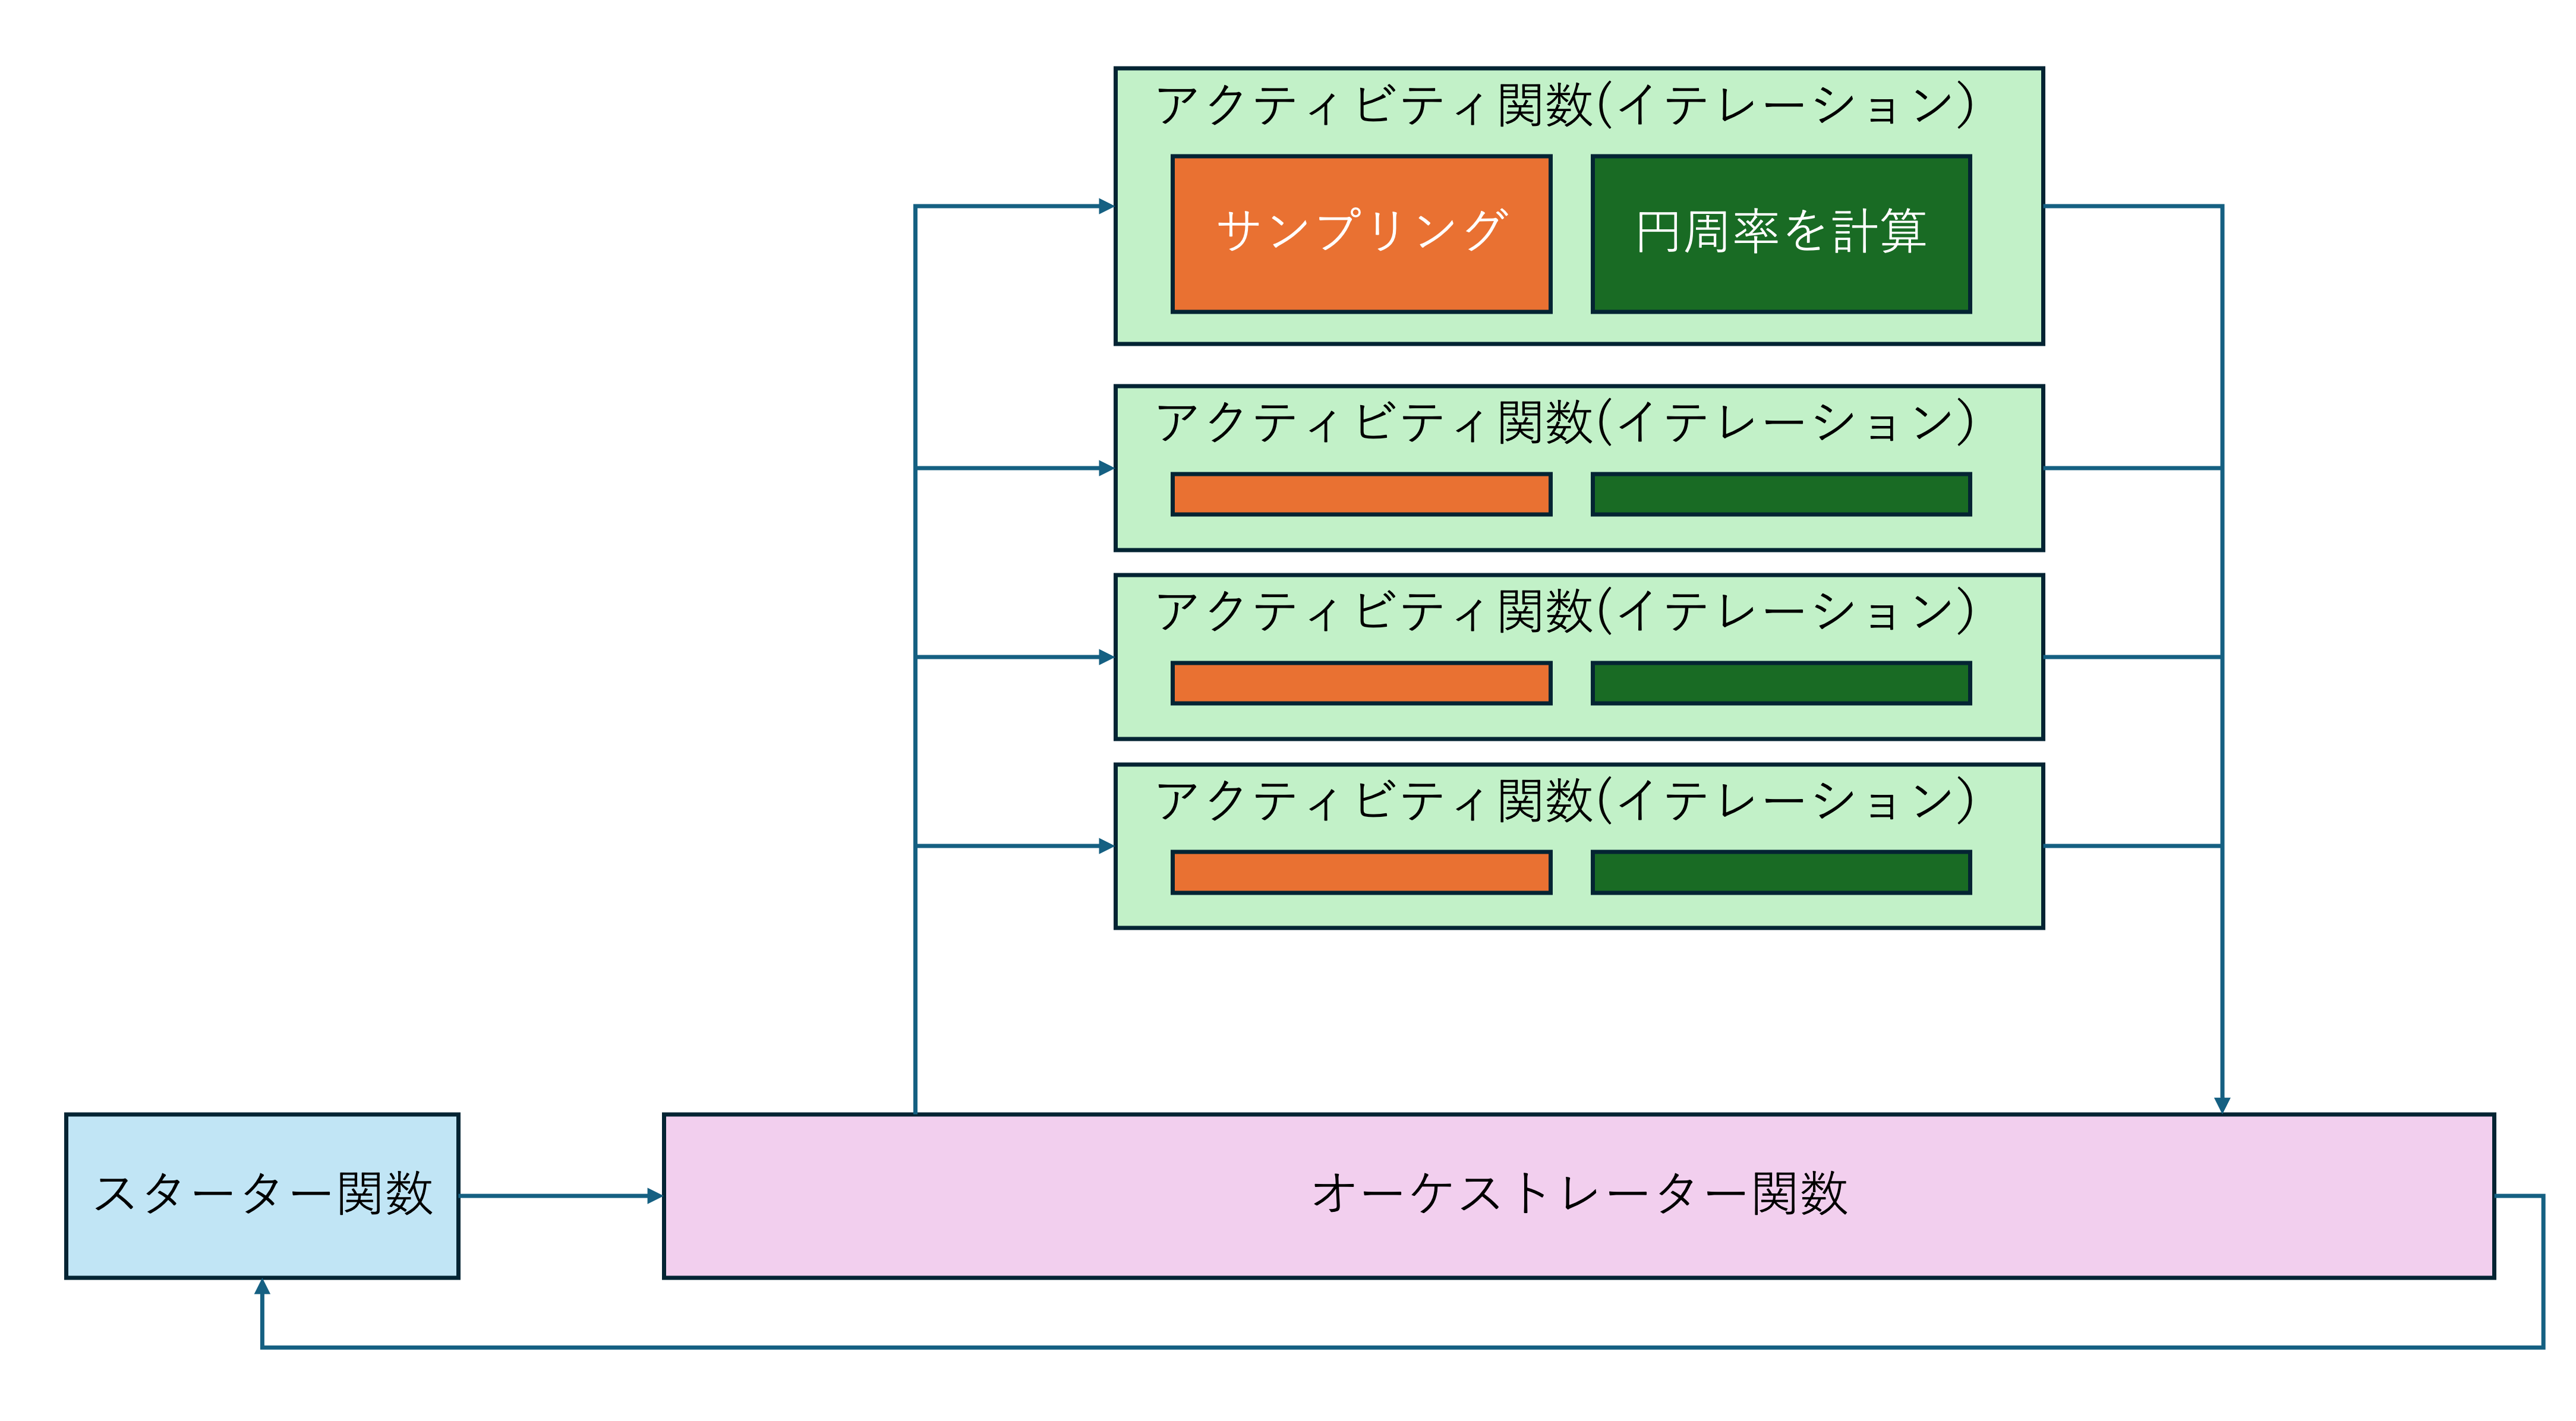 アクティビティ関数(イテレーション)
サンプリング
円周率を計算
アクティビティ関数(イテレーション)
アクティビティ関数(イテレーション)
アクティビティ関数(イテレーション)
スターター関数
オーケストレーター関数